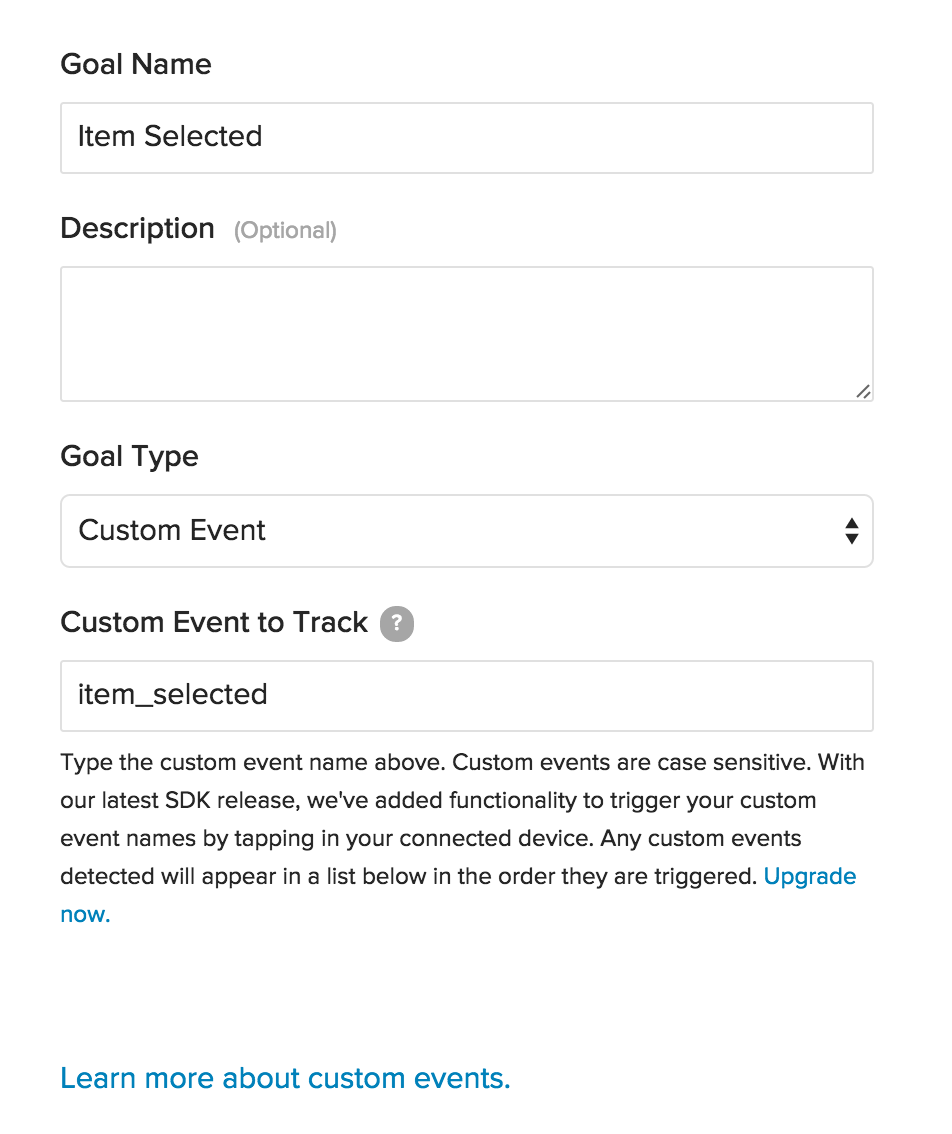 Goal Name
Item Selected
Description (Optional)
Goal Type
Custom Event
Custom Event to Track ?
item_selected
Type the custom event name above. Custom events are case sensitive. With
our latest SDK release, we've added functionality to trigger your custom
event names by tapping in your connected device. Any custom events
detected will appear in a list below in the order they are triggered. Upgrade
now.
Learn more about custom events.